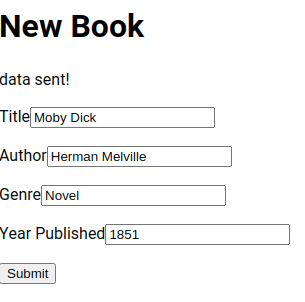 New Book
data sent!
Title Moby Dick
Author Herman Melville
Genre Novel
Year Published 1851
Submit